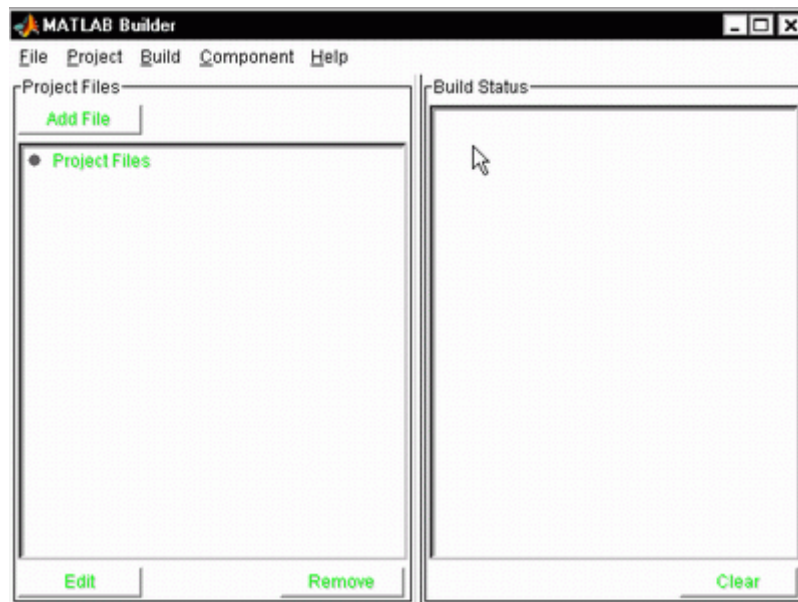 MATLAB Builder
File Project Build Component Help
Project Files
Add File
Project Files
Edit
Remove
Build Status
Clear